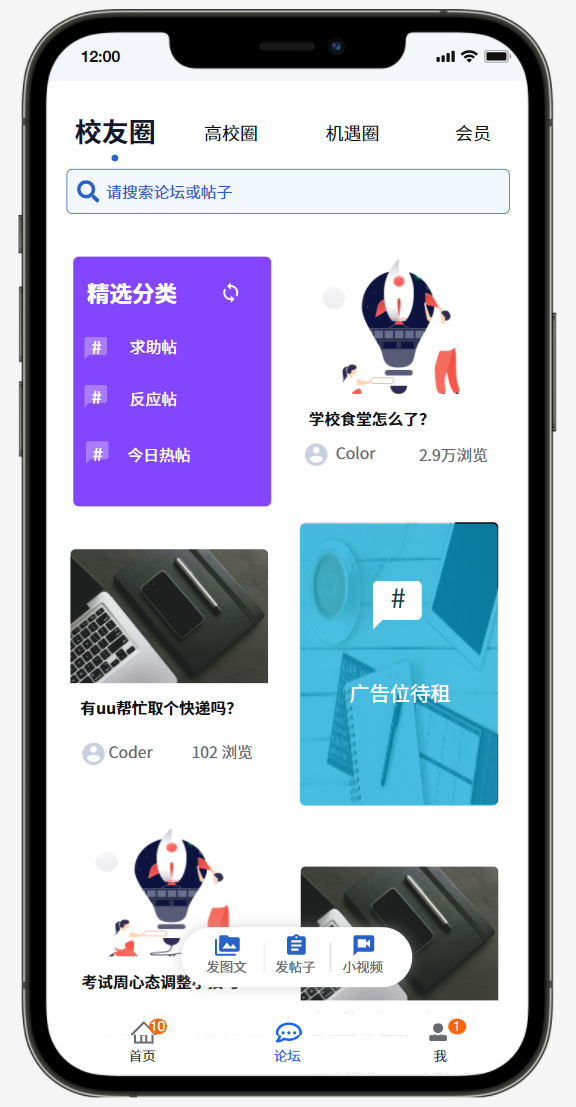 12:00
校友圈 高校圈 机遇圈 会员
请搜索论坛或帖子
精选分类
# 求助帖
# 反应帖
# 今日热帖
学校食堂怎么了?
Color 2.9万浏览
有uu帮忙取个快递吗?
Coder 102 浏览
#
广告位待租
考试周心态调整小
发图文 发帖子 小视频
10 1
首页 论坛 我